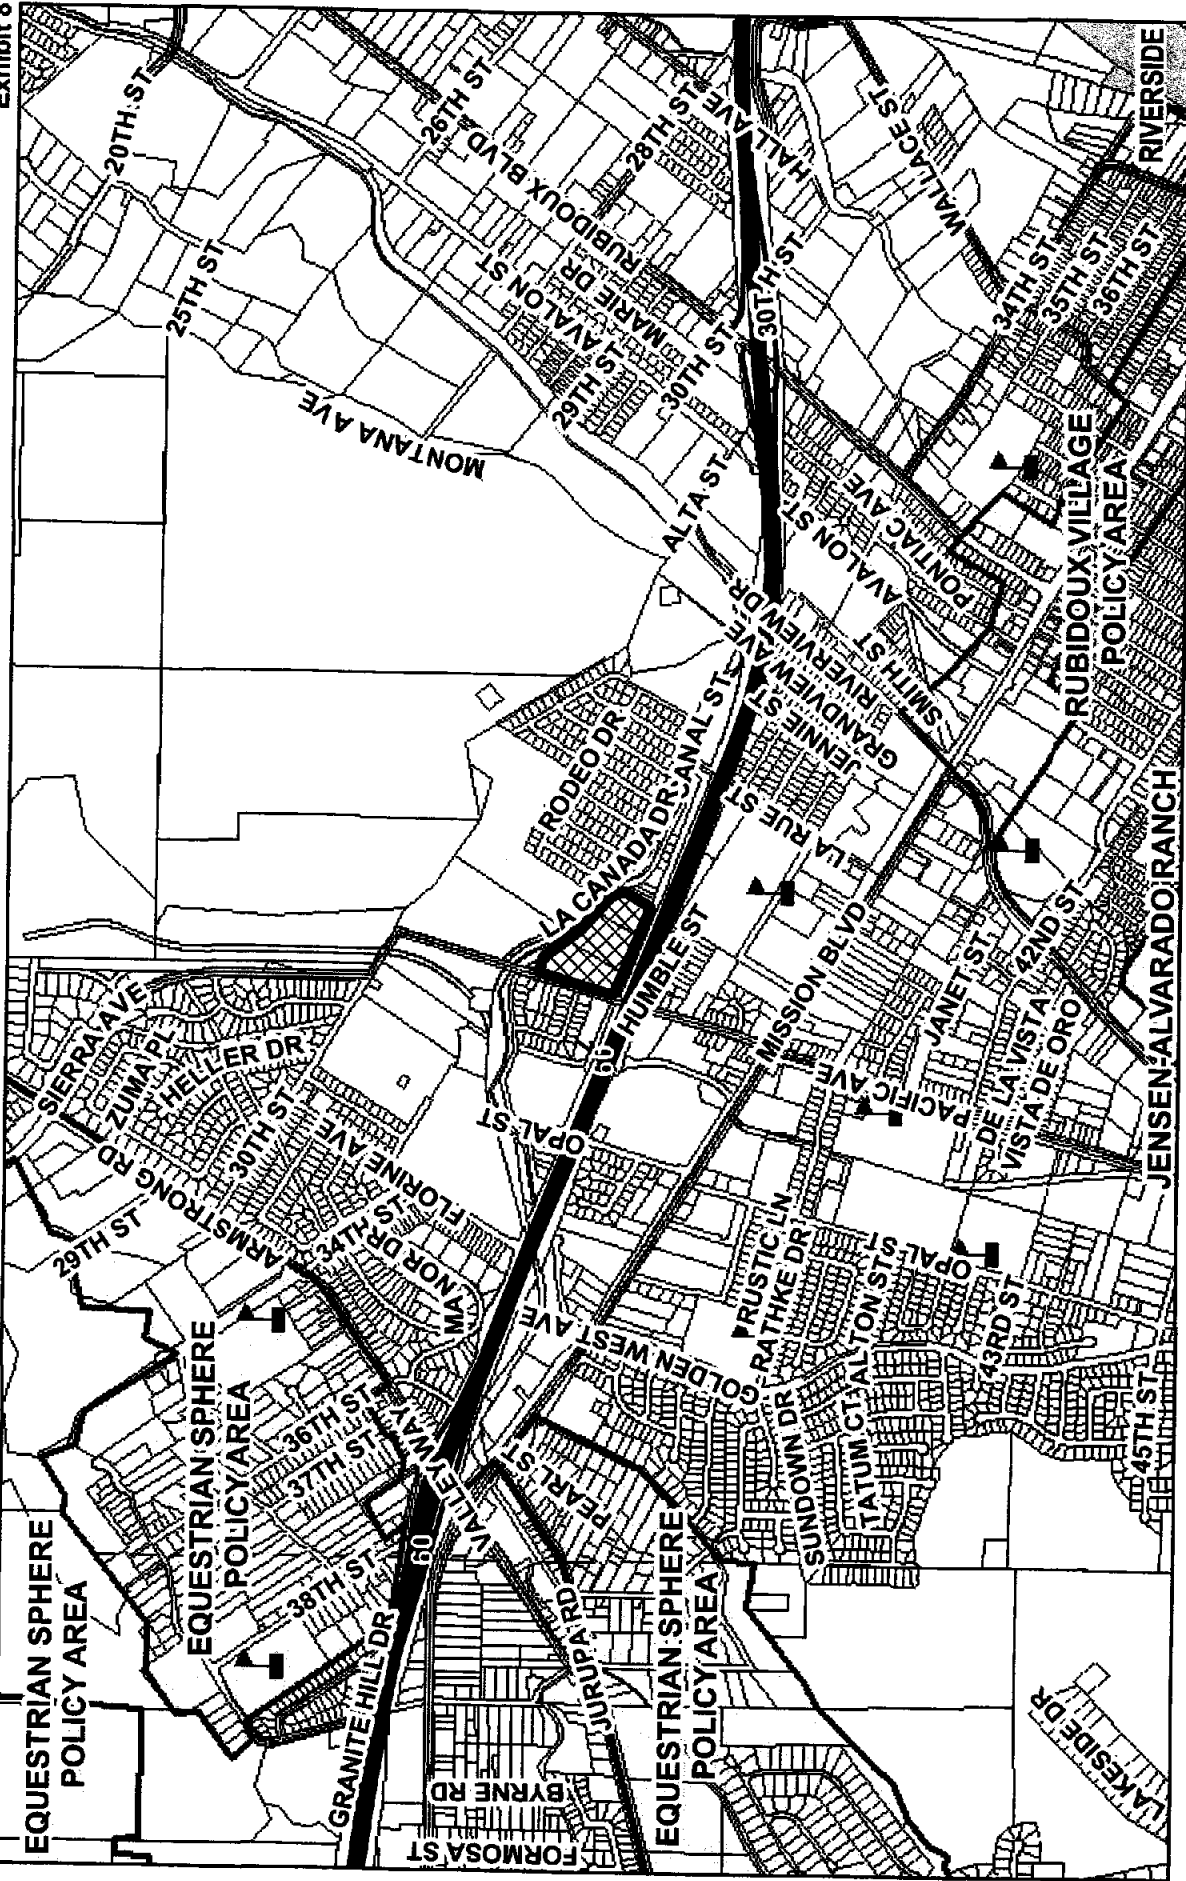 Exhibit 8
EQUESTRIAN SPHERE
POLICY AREA
EQUESTRIAN SPHERE
POLICY AREA
EQUESTRIAN SPHERE
POLICY AREA
29TH ST
SIERRA AVE
ARMSTRONG RD
ZUMA PL
HELLER DR
30TH ST
FLORINE AVE
34TH ST
MANOR DR
36TH ST
37TH ST
38TH ST
GRANITE HILL DR
VALLEY WAY
60
60
OPAL ST
GOLDEN WEST AVE
PEARL ST
JURUPA RD
BYRNE RD
FORMOSA ST
LAKESIDE DR
SUNDOWN DR
TATUM CT
ALTON ST
RATHKE DR
RUSTIC LN
OPAL ST
43RD ST
45TH ST
PACIFIC AVE
JANET ST
42ND ST
DE LA VISTA
VISTA DE ORO
MISSION BLVD
HUMBLE ST
LA CANADA DR
CANAL ST
RODEO DR
LA RUE ST
JENNIE ST
GRANDVIEW AVE
RIVERVIEW DR
SMITH ST
AVALON ST
PONTIAC AVE
ALTA ST
MONTANA AVE
20TH ST
25TH ST
26TH ST
28TH ST
29TH ST
30TH ST
30TH ST
AVALON ST
MARIE DR
RUBIDOUX BLVD
HALL AVE
WALLACE ST
34TH ST
35TH ST
36TH ST
RUBIDOUX VILLAGE
POLICY AREA
JENSEN-ALVARADO RANCH
RIVERSIDE